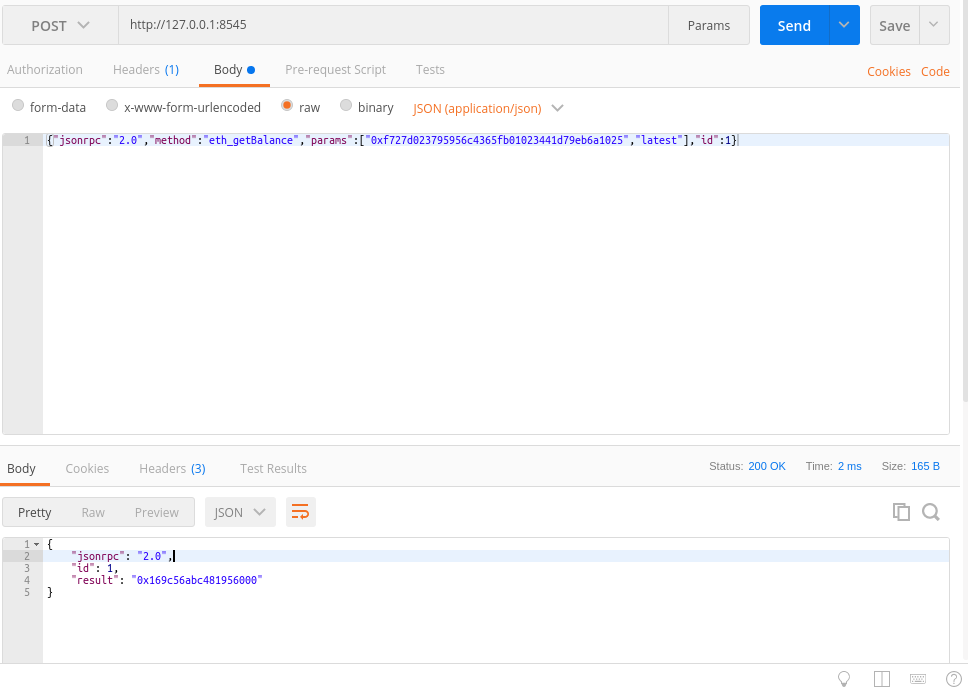 POST http://127.0.0.1:8545 Params Send Save
Authorization Headers (1) Body Pre-request Script Tests Cookies Code
form-data x-www-form-urlencoded raw binary JSON (application/json)
1 {"jsonrpc":"2.0","method":"eth_getBalance","params":["0xf727d023795956c4365fb01023441d79eb6a1025","latest"],"id":1}
Body Cookies Headers (3) Test Results Status: 200 OK Time: 2 ms Size: 165 B
Pretty Raw Preview JSON
1 {
2 "jsonrpc": "2.0",
3 "id": 1,
4 "result": "0x169c56abc481956000"
5 }